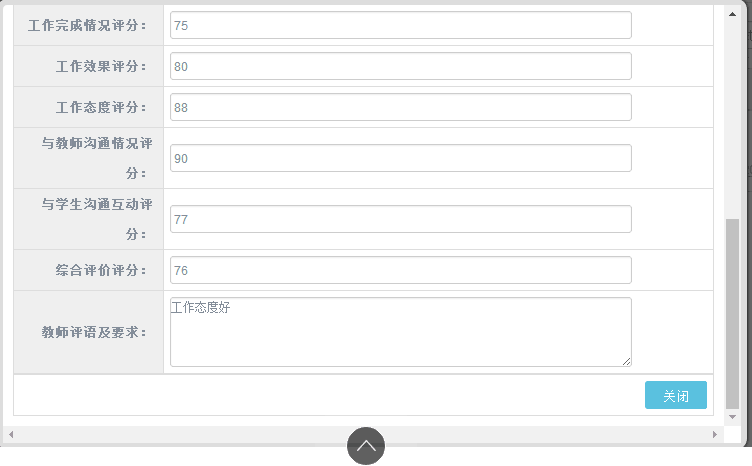 工作完成情况评分： 75
工作效果评分： 80
工作态度评分： 88
与教师沟通情况评
分： 90
与学生沟通互动评
分： 77
综合评价评分： 76
教师评语及要求： 工作态度好
关闭